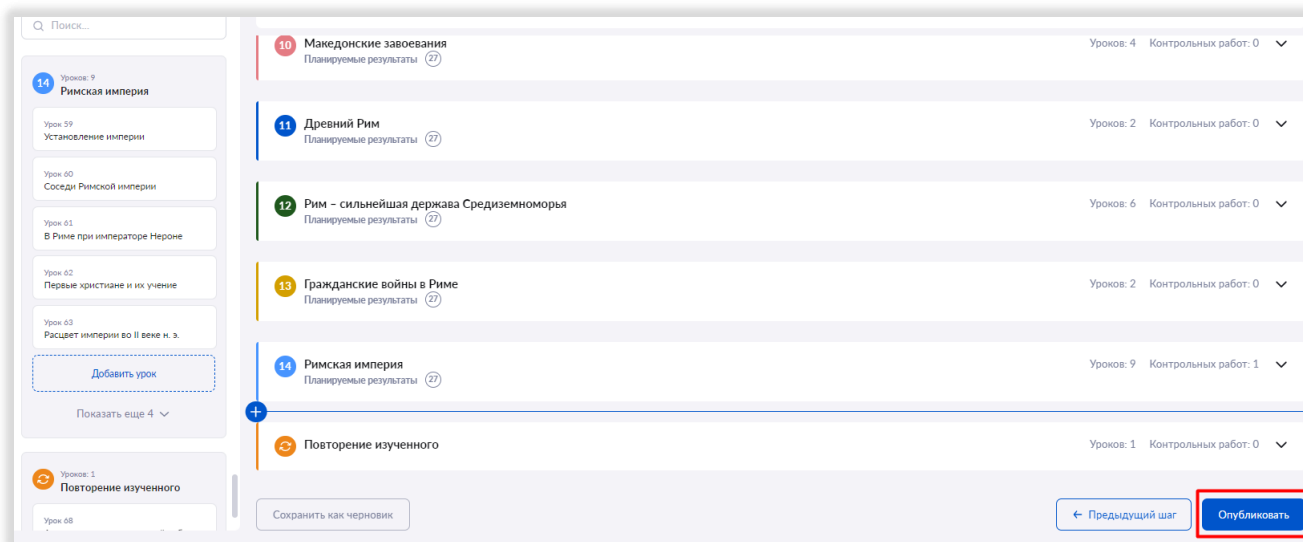 Поиск...
Уроков: 9
14 Римская империя
Урок 59
Установление империи
Урок 60
Соседи Римской империи
Урок 61
В Риме при императоре Нероне
Урок 62
Первые христиане и их учение
Урок 63
Расцвет империи во II веке н. э.
Добавить урок
Показать еще 4
Уроков: 1
Повторение изученного
Урок 68
10 Македонские завоевания Уроков: 4 Контрольных работ: 0
Планируемые результаты 27
11 Древний Рим Уроков: 2 Контрольных работ: 0
Планируемые результаты 27
12 Рим – сильнейшая держава Средиземноморья Уроков: 6 Контрольных работ: 0
Планируемые результаты 27
13 Гражданские войны в Риме Уроков: 2 Контрольных работ: 0
Планируемые результаты 27
14 Римская империя Уроков: 9 Контрольных работ: 1
Планируемые результаты 27
Повторение изученного Уроков: 1 Контрольных работ: 0
Сохранить как черновик ← Предыдущий шаг Опубликовать